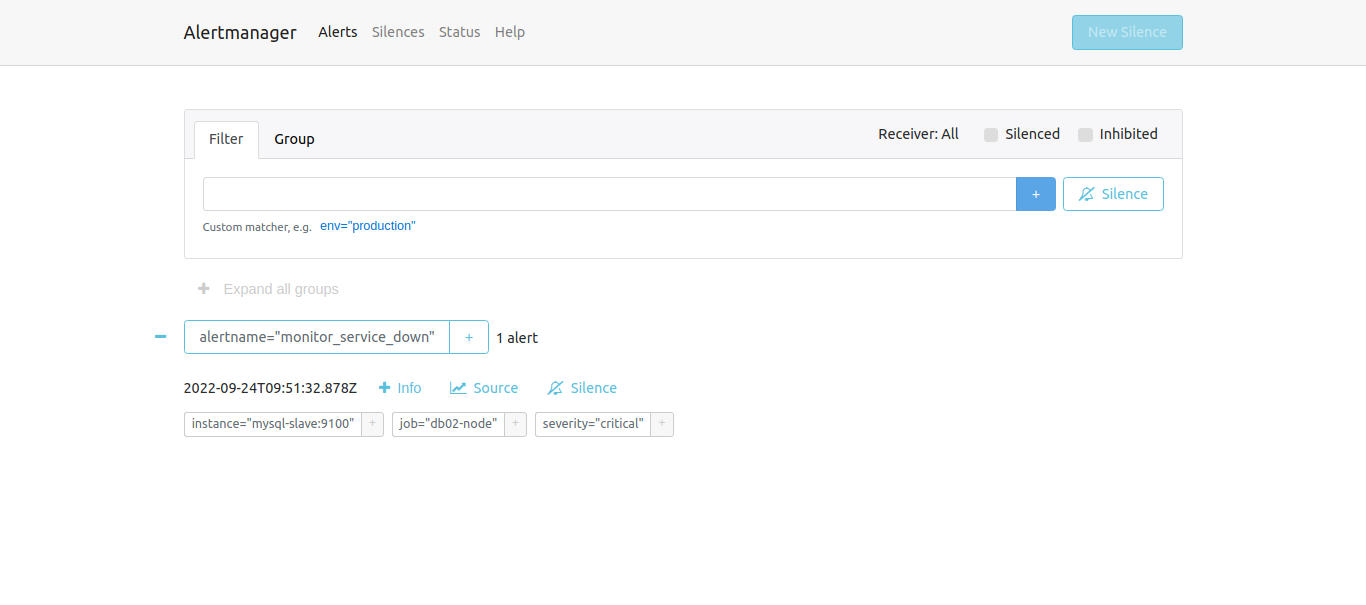 Alertmanager Alerts Silences Status Help New Silence
Filter Group Receiver: All Silenced Inhibited
+ Silence
Custom matcher, e.g. env="production"
+ Expand all groups
alertname="monitor_service_down" + 1 alert
2022-09-24T09:51:32.878Z + Info Source Silence
instance="mysql-slave:9100" + job="db02-node" + severity="critical" +